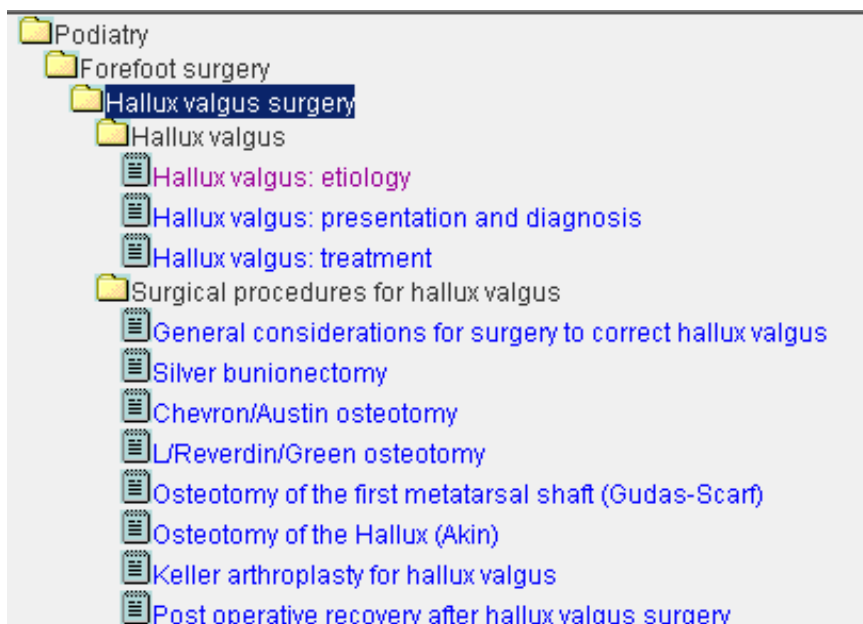 Podiatry
Forefoot surgery
Hallux valgus surgery
Hallux valgus
Hallux valgus: etiology
Hallux valgus: presentation and diagnosis
Hallux valgus: treatment
Surgical procedures for hallux valgus
General considerations for surgery to correct hallux valgus
Silver bunionectomy
Chevron/Austin osteotomy
L/Reverdin/Green osteotomy
Osteotomy of the first metatarsal shaft (Gudas-Scarf)
Osteotomy of the Hallux (Akin)
Keller arthroplasty for hallux valgus
Post operative recovery after hallux valgus surgery